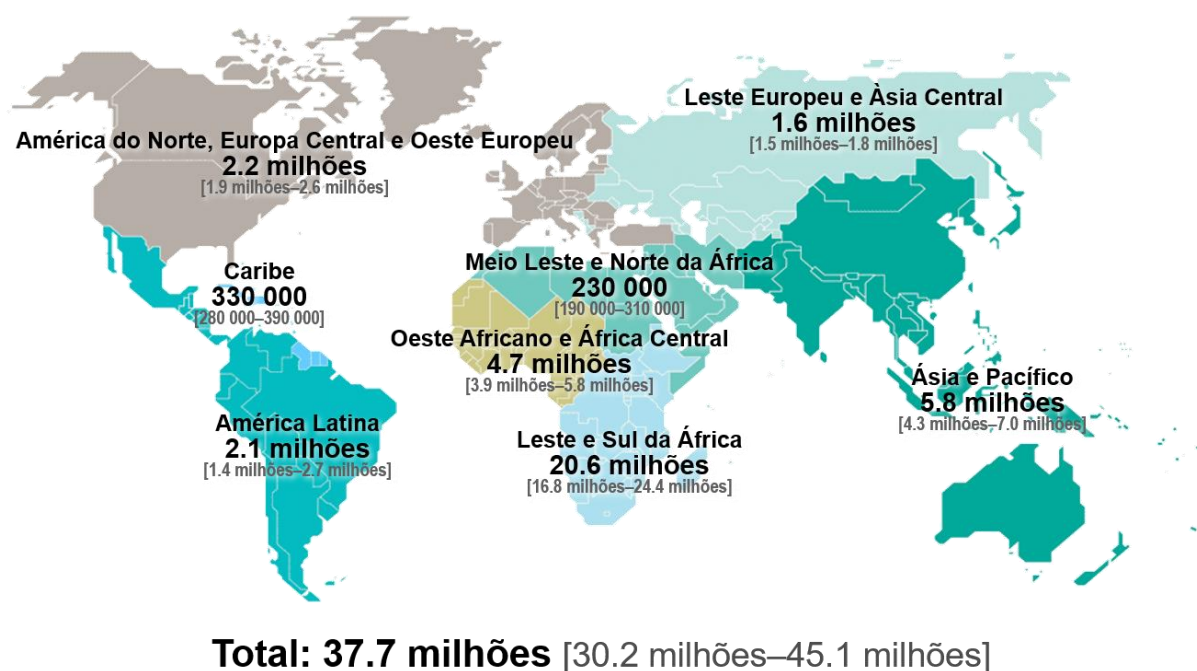 Leste Europeu e Àsia Central
1.6 milhões
[1.5 milhões–1.8 milhões]
América do Norte, Europa Central e Oeste Europeu
2.2 milhões
[1.9 milhões–2.6 milhões]
Caribe
330 000
[280 000–390 000]
Meio Leste e Norte da África
230 000
[190 000–310 000]
Oeste Africano e África Central
4.7 milhões
[3.9 milhões–5.8 milhões]
Ásia e Pacífico
5.8 milhões
[4.3 milhões–7.0 milhões]
América Latina
2.1 milhões
[1.4 milhões–2.7 milhões]
Leste e Sul da África
20.6 milhões
[16.8 milhões–24.4 milhões]
Total: 37.7 milhões [30.2 milhões–45.1 milhões]